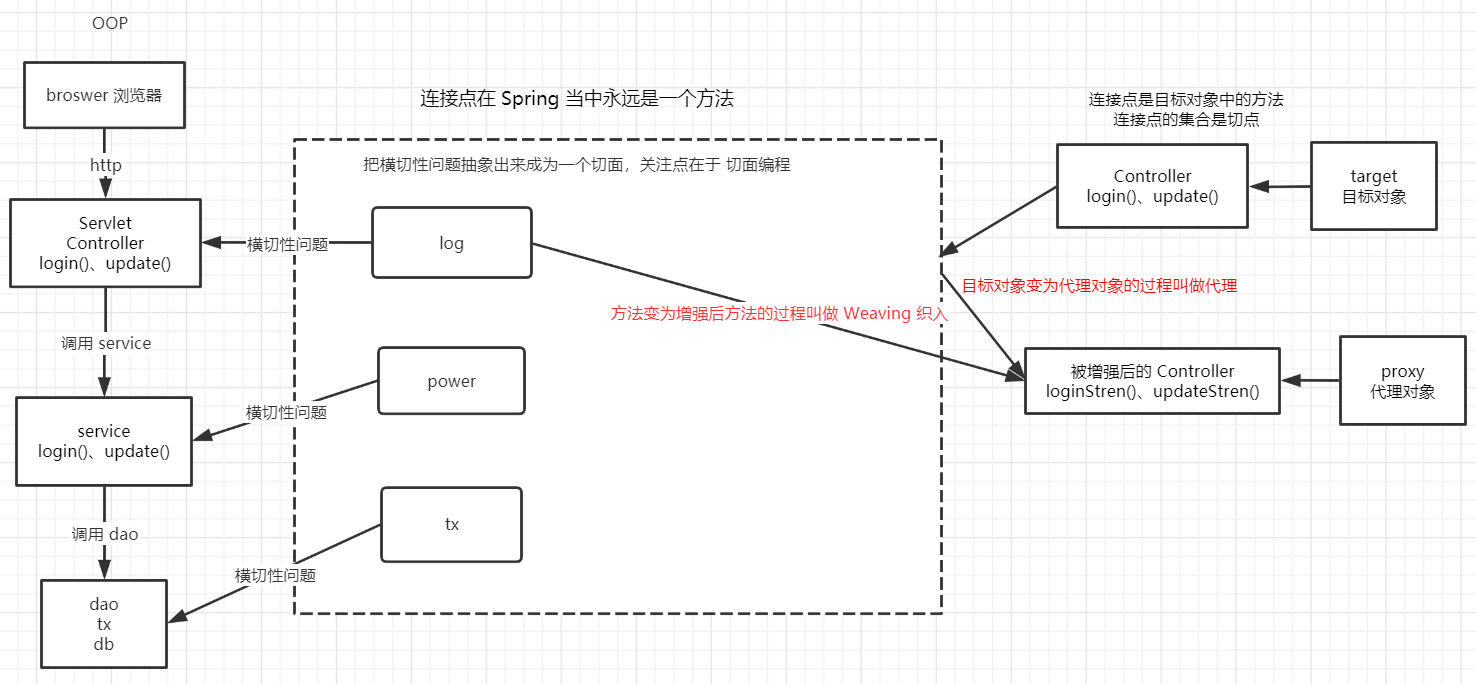 OOP
broswer 浏览器
http
Servlet
Controller
login()、update()
调用 service
service
login()、update()
调用 dao
dao
tx
db
连接点在 Spring 当中永远是一个方法
把横切性问题抽象出来成为一个切面，关注点在于 切面编程
log
横切性问题
power
横切性问题
tx
横切性问题
方法变为增强后方法的过程叫做 Weaving 织入
连接点是目标对象中的方法
连接点的集合是切点
Controller
login()、update()
target
目标对象
目标对象变为代理对象的过程叫做代理
被增强后的 Controller
loginStren()、updateStren()
proxy
代理对象